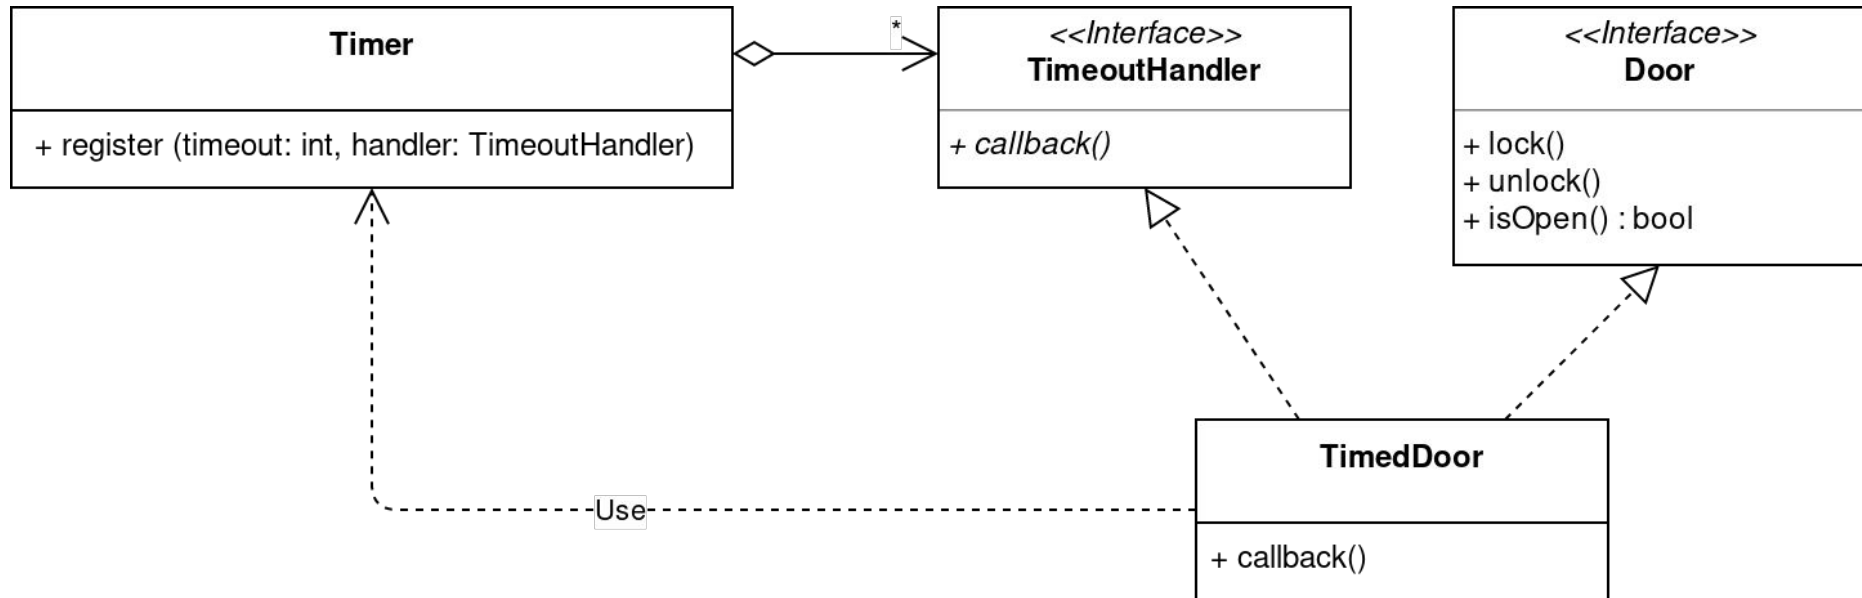 Timer
+ register (timeout: int, handler: TimeoutHandler)
*
<<Interface>>
TimeoutHandler
+ callback()
<<Interface>>
Door
+ lock()
+ unlock()
+ isOpen() : bool
Use
TimedDoor
+ callback()